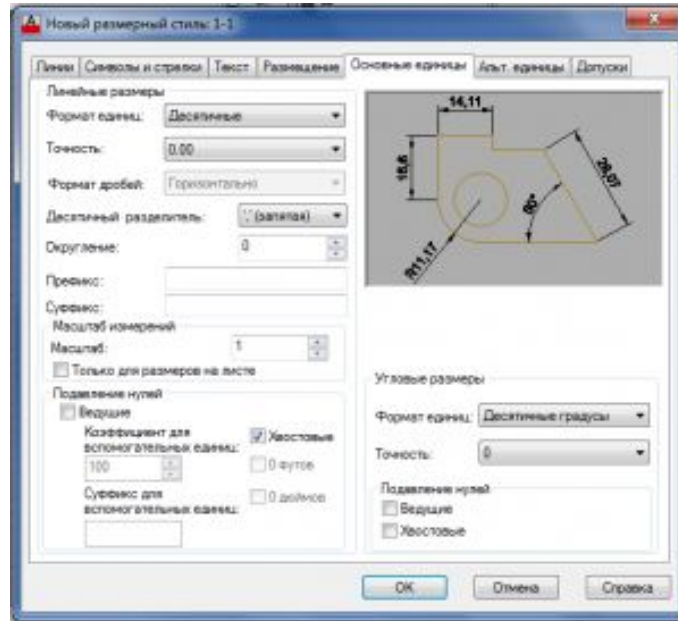 Новый размерный стиль: 1-1
Линии Символы и стрелки Текст Размещение Основные единицы Альт. единицы Допуски
Линейные размеры
Формат единиц: Десятичные
Точность: 0.00
Формат дробей: Горизонтально
Десятичный разделитель: ',' (запятая)
Округление: 0
Префикс:
Суффикс:
Масштаб измерений
Масштаб: 1
Только для размеров на листе
Подавление нулей
Ведущие
Коэффициент для
вспомогательных единиц:
Хвостовые
100
0 футов
Суффикс для
вспомогательных единиц:
0 дюймов
14,11
16,6
28,07
60°
R11,17
Угловые размеры
Формат единиц: Десятичные градусы
Точность: 0
Подавление нулей
Ведущие
Хвостовые
OK Отмена Справка